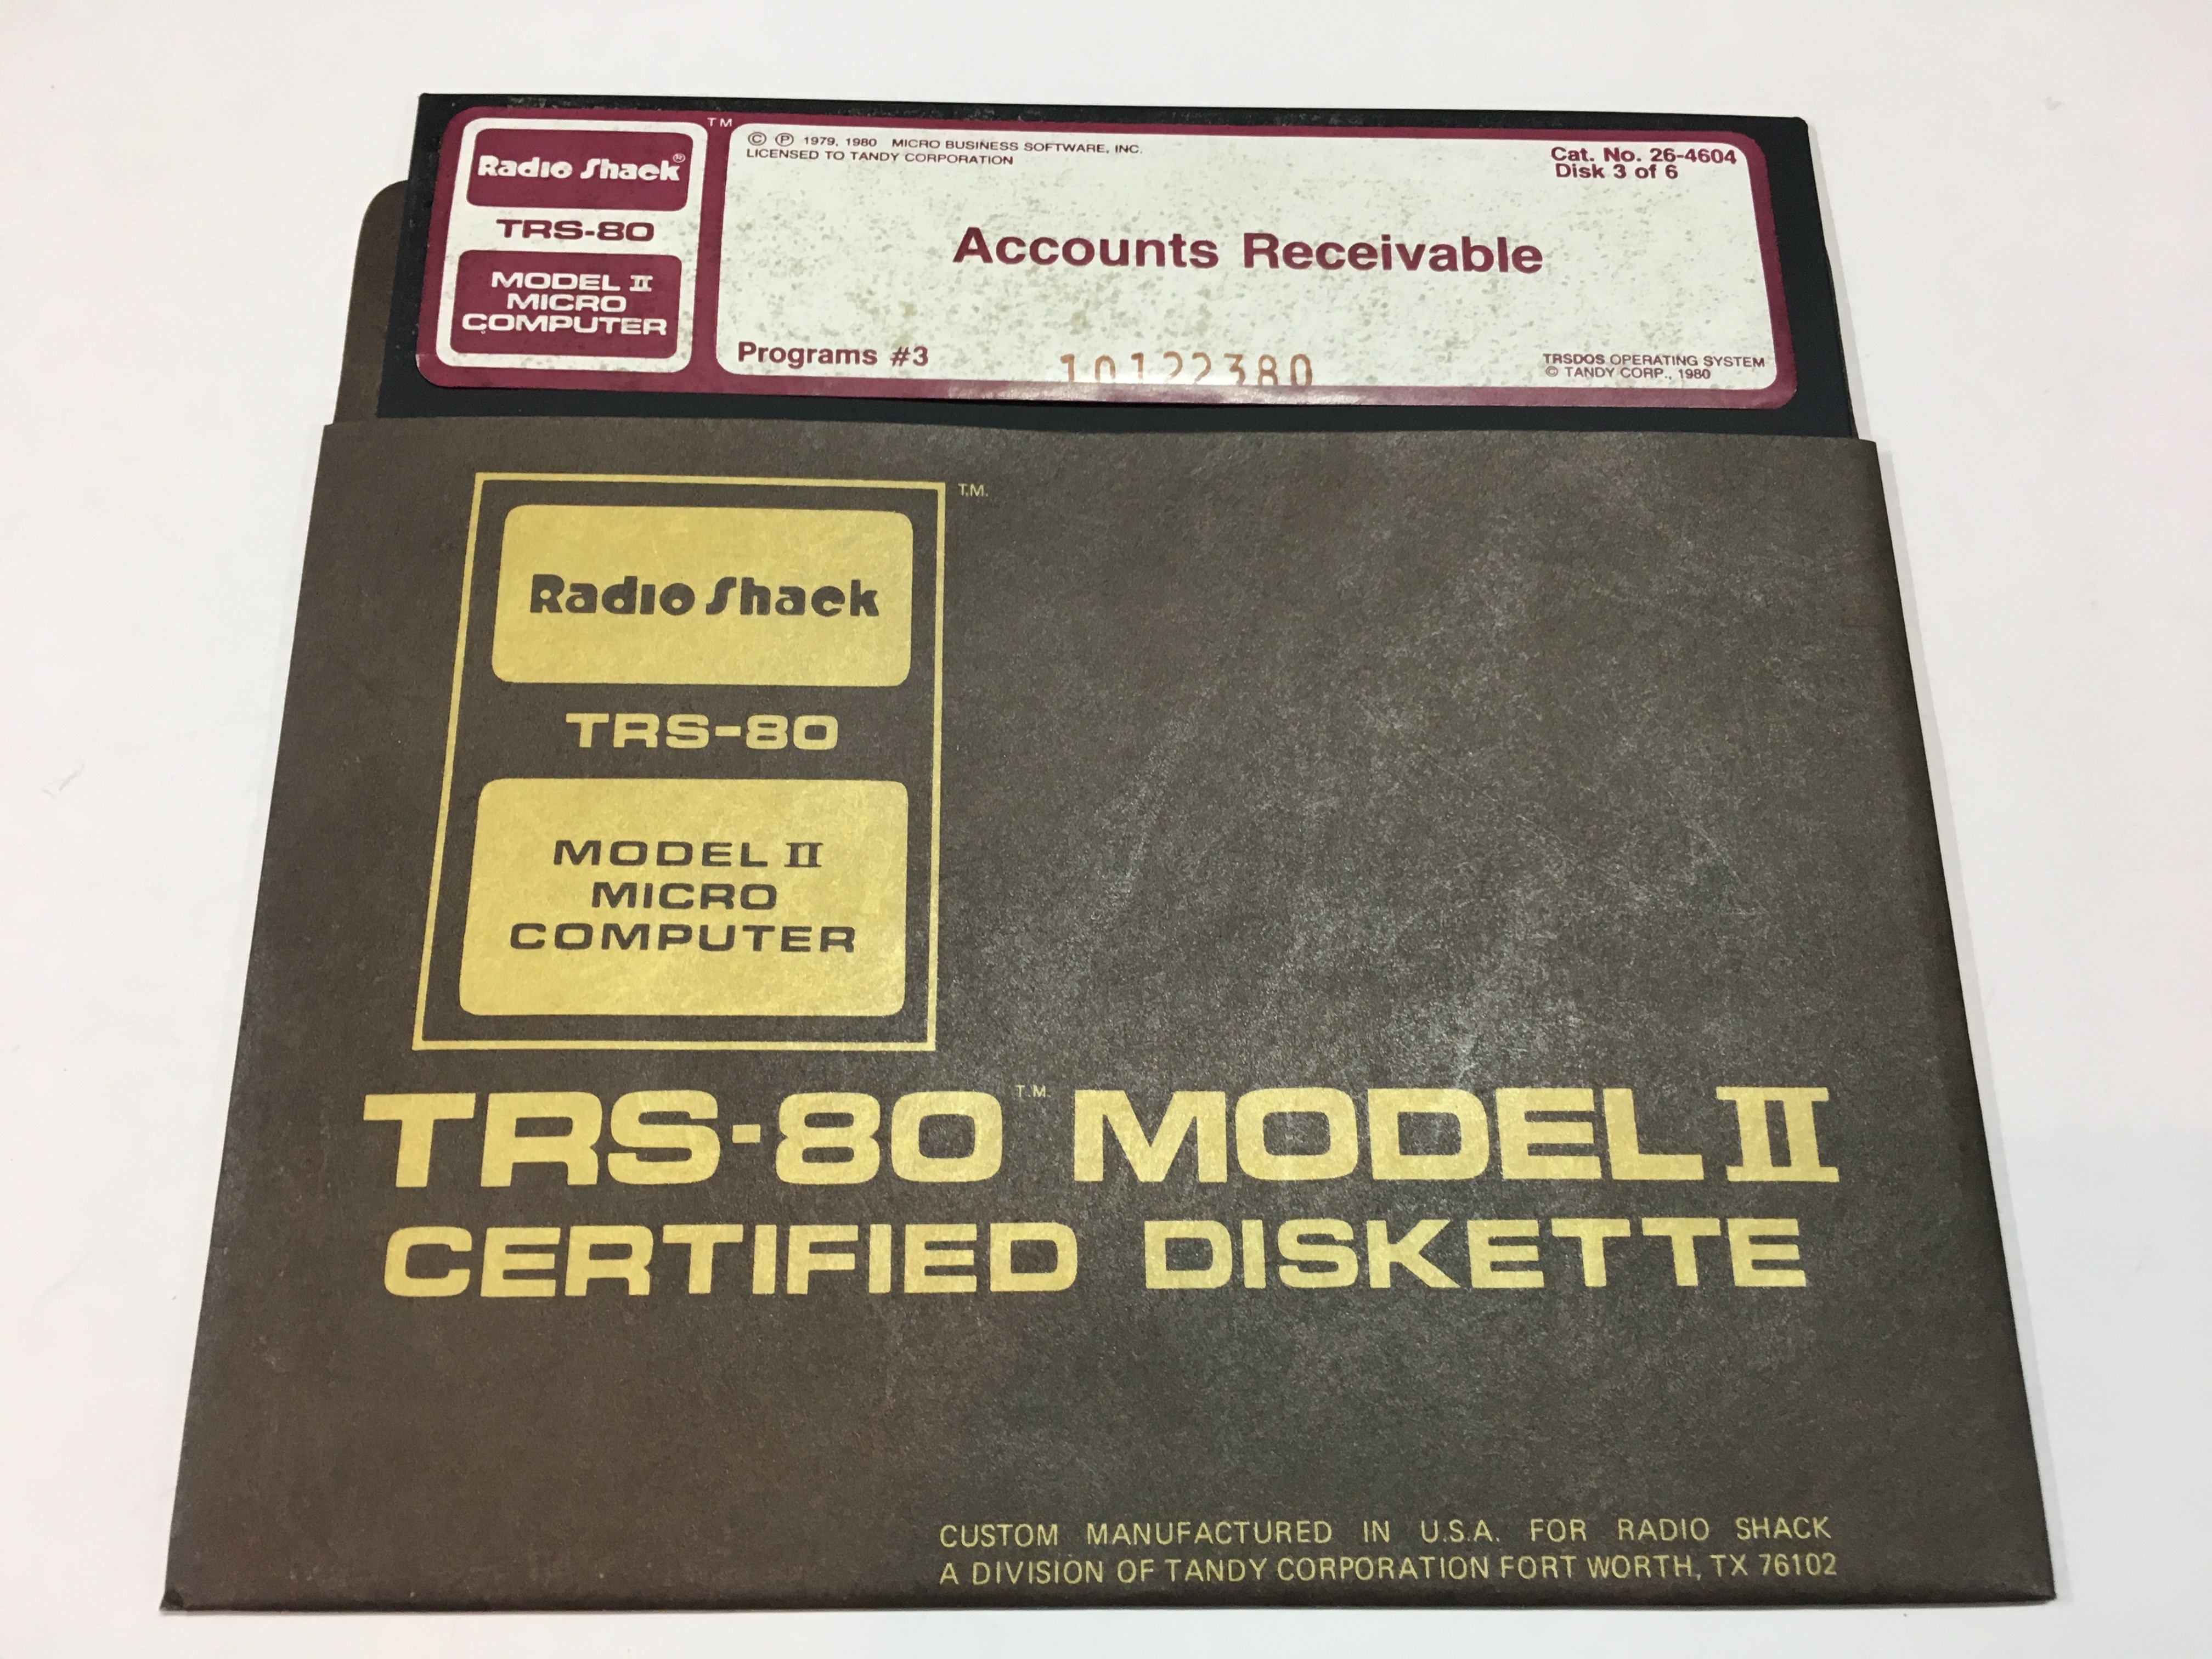 Radio Shack®
TRS-80
MODEL II
MICRO
COMPUTER
TM
© Ⓟ 1979, 1980 MICRO BUSINESS SOFTWARE, INC.
LICENSED TO TANDY CORPORATION
Cat. No. 26-4604
Disk 3 of 6
Accounts Receivable
Programs #3
10122380
TRSDOS OPERATING SYSTEM
© TANDY CORP., 1980
T.M.
Radio Shack
TRS-80
MODEL II
MICRO
COMPUTER
TRS-80 T.M. MODEL II
CERTIFIED DISKETTE
CUSTOM MANUFACTURED IN U.S.A. FOR RADIO SHACK
A DIVISION OF TANDY CORPORATION FORT WORTH, TX 76102